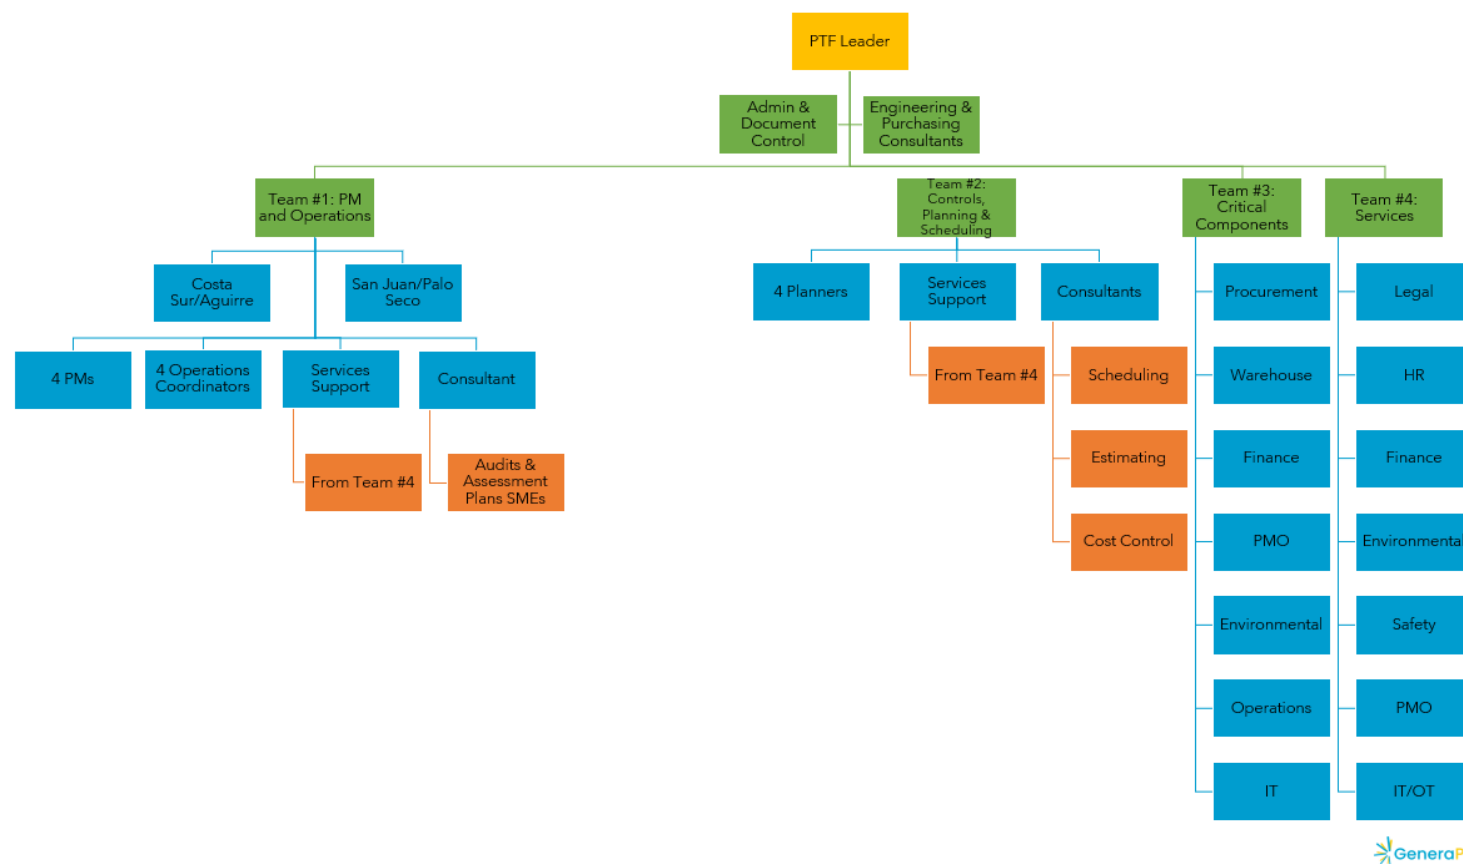 PTF Leader
Admin &
Document
Control
Engineering &
Purchasing
Consultants
Team #1: PM
and Operations
Team #2:
Controls,
Planning &
Scheduling
Team #3:
Critical
Components
Team #4:
Services
Costa
Sur/Aguirre
San Juan/Palo
Seco
4 Planners
Services
Support
Consultants
Procurement
Legal
4 PMs
4 Operations
Coordinators
Services
Support
Consultant
From Team #4
Scheduling
Warehouse
HR
From Team #4
Audits &
Assessment
Plans SMEs
Estimating
Finance
Finance
Cost Control
PMO
Environmenta
Environmental
Safety
Operations
PMO
IT
IT/OT
GeneraP